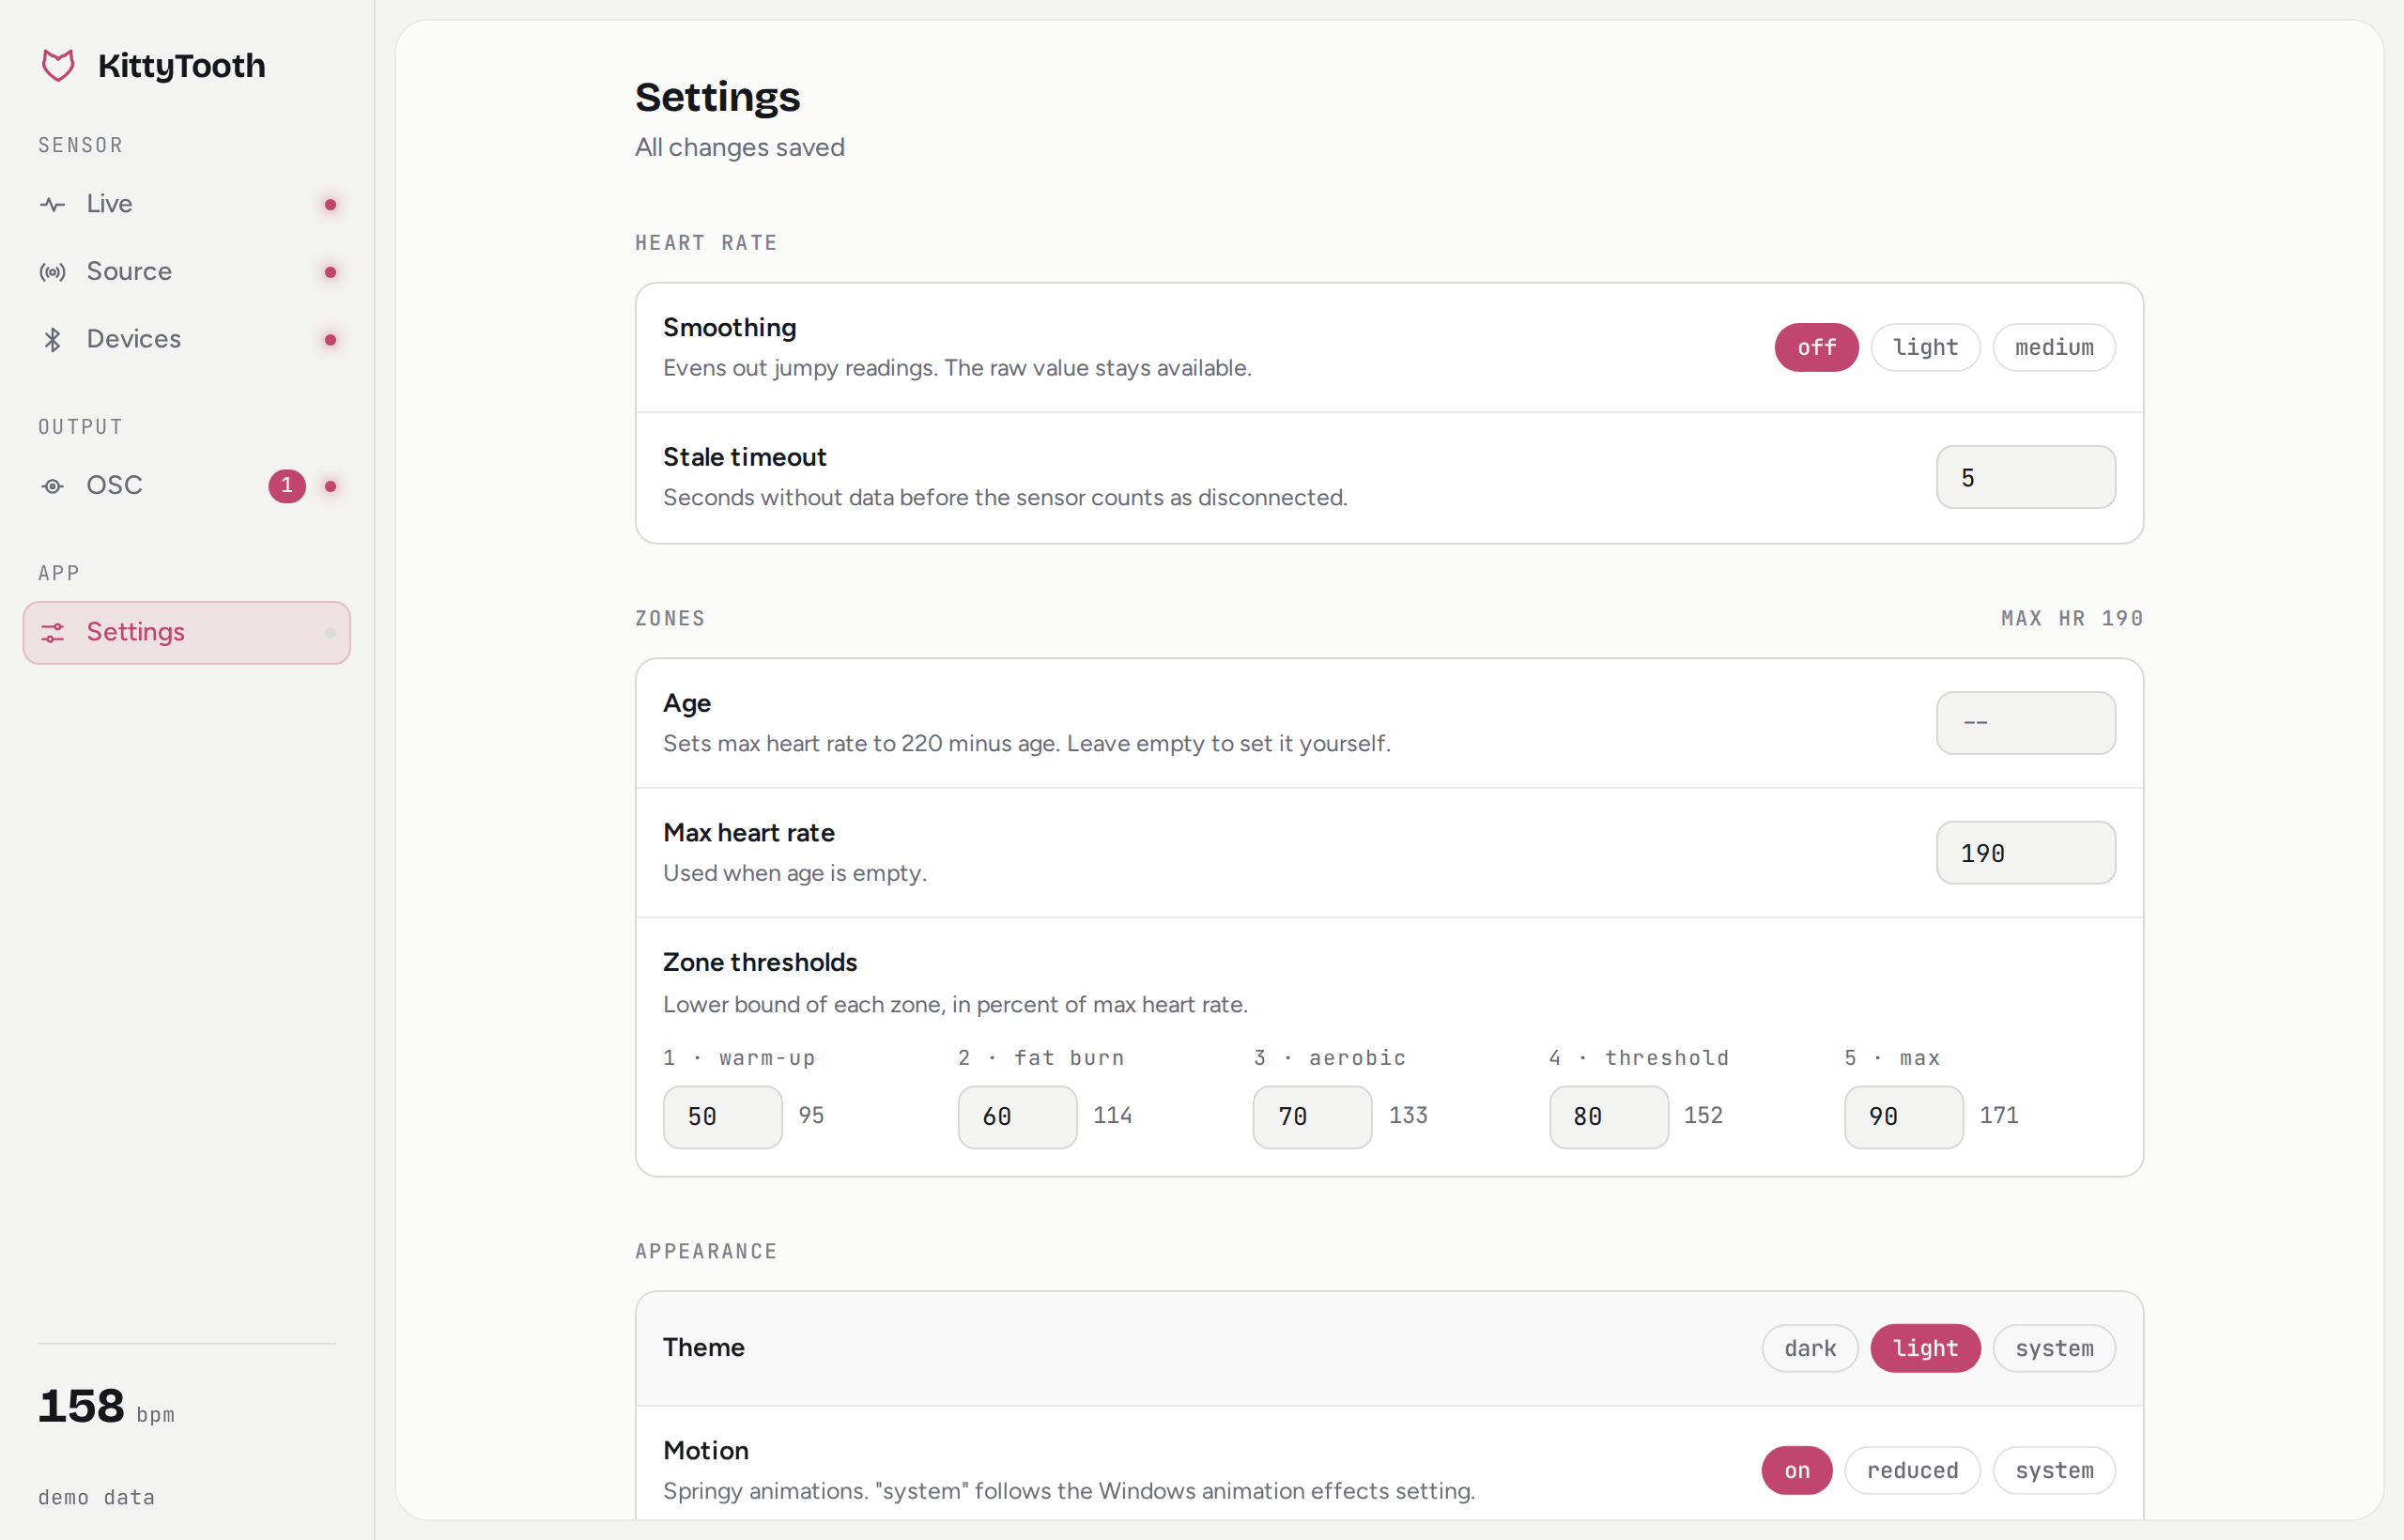 KittyTooth
SENSOR
Live
Source
Devices
OUTPUT
OSC 1
APP
Settings
158 bpm
demo data
Settings
All changes saved
HEART RATE
Smoothing
Evens out jumpy readings. The raw value stays available.
off light medium
Stale timeout
Seconds without data before the sensor counts as disconnected.
5
ZONES MAX HR 190
Age
Sets max heart rate to 220 minus age. Leave empty to set it yourself.
--
Max heart rate
Used when age is empty.
190
Zone thresholds
Lower bound of each zone, in percent of max heart rate.
1 · warm-up 2 · fat burn 3 · aerobic 4 · threshold 5 · max
50 95 60 114 70 133 80 152 90 171
APPEARANCE
Theme
dark light system
Motion
Springy animations. "system" follows the Windows animation effects setting.
on reduced system